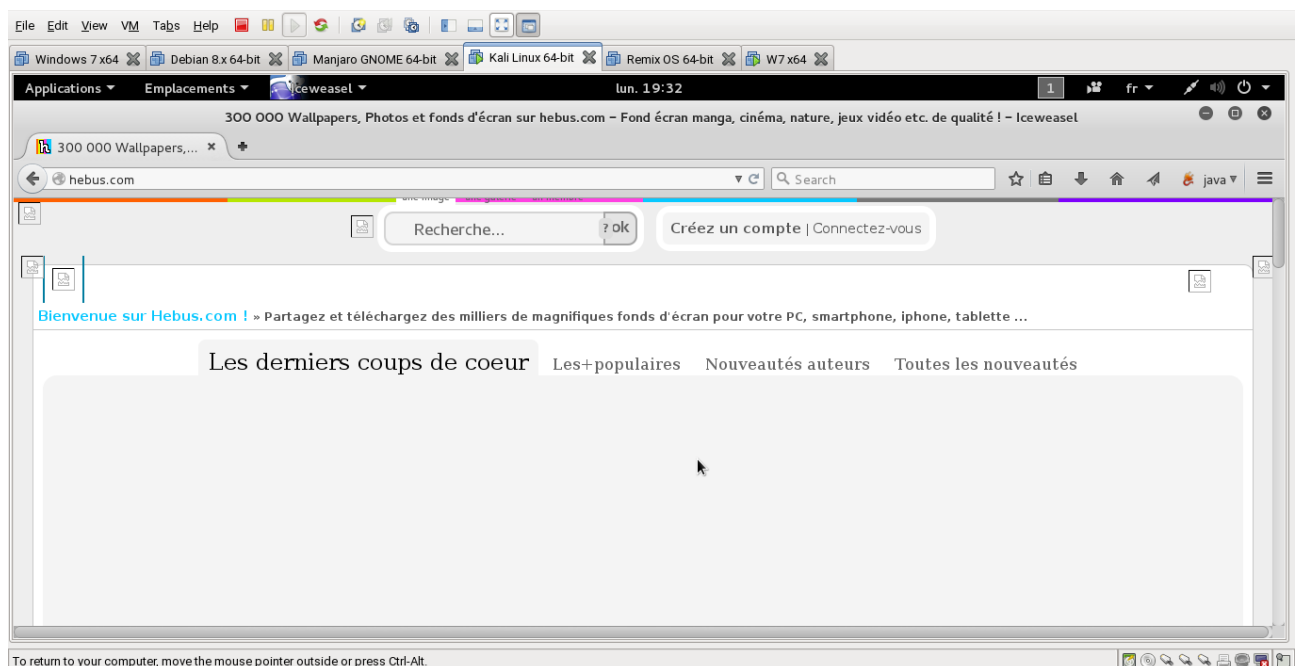 File Edit View VM Tabs Help
Windows 7 x64 Debian 8.x 64-bit Manjaro GNOME 64-bit Kali Linux 64-bit Remix OS 64-bit W7 x64
Applications Emplacements Iceweasel lun. 19:32 1 fr
300 000 Wallpapers, Photos et fonds d'écran sur hebus.com – Fond écran manga, cinéma, nature, jeux vidéo etc. de qualité ! – Iceweasel
300 000 Wallpapers,...
hebus.com Search java
Recherche... ? ok Créez un compte | Connectez-vous
Bienvenue sur Hebus.com ! » Partagez et téléchargez des milliers de magnifiques fonds d'écran pour votre PC, smartphone, iphone, tablette ...
Les derniers coups de coeur Les+populaires Nouveautés auteurs Toutes les nouveautés
To return to your computer, move the mouse pointer outside or press Ctrl-Alt.